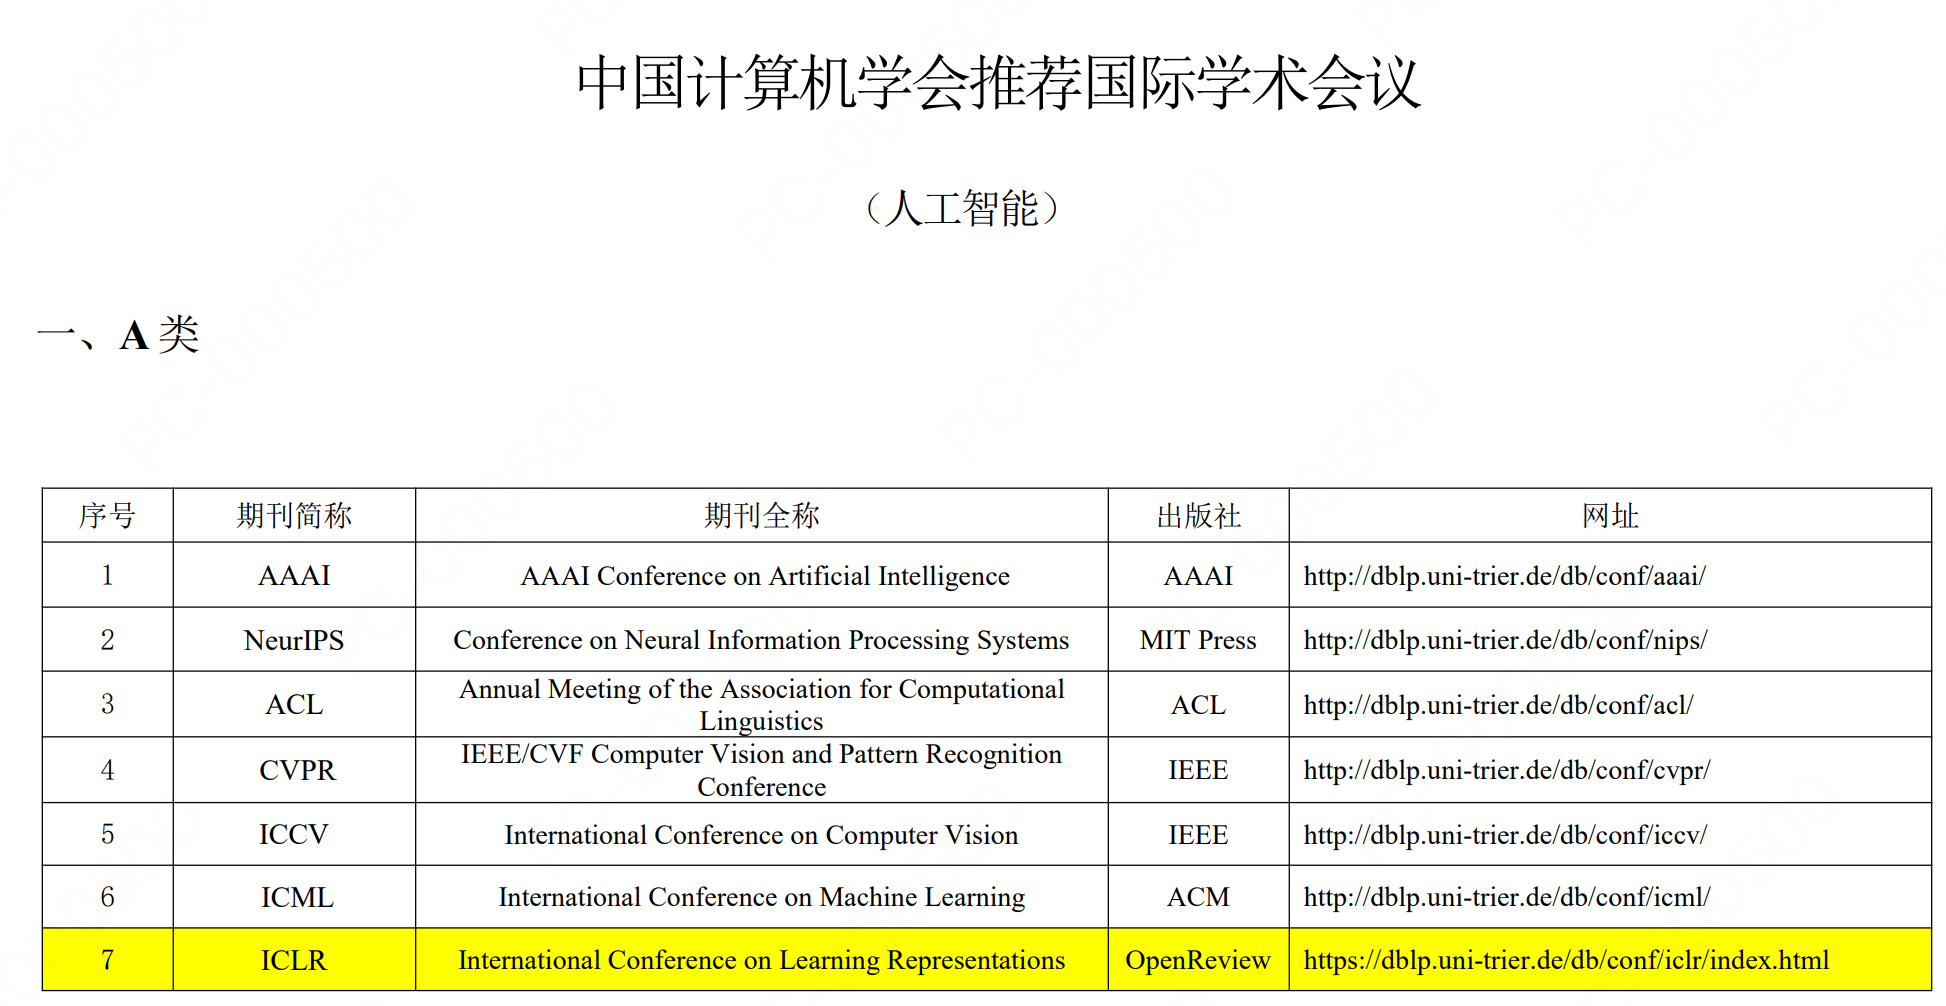 中国计算机学会推荐国际学术会议
（人工智能）
一、A 类
序号 期刊简称 期刊全称 出版社 网址
1 AAAI AAAI Conference on Artificial Intelligence AAAI http://dblp.uni-trier.de/db/conf/aaai/
2 NeurIPS Conference on Neural Information Processing Systems MIT Press http://dblp.uni-trier.de/db/conf/nips/
3 ACL Annual Meeting of the Association for Computational Linguistics ACL http://dblp.uni-trier.de/db/conf/acl/
4 CVPR IEEE/CVF Computer Vision and Pattern Recognition Conference IEEE http://dblp.uni-trier.de/db/conf/cvpr/
5 ICCV International Conference on Computer Vision IEEE http://dblp.uni-trier.de/db/conf/iccv/
6 ICML International Conference on Machine Learning ACM http://dblp.uni-trier.de/db/conf/icml/
7 ICLR International Conference on Learning Representations OpenReview https://dblp.uni-trier.de/db/conf/iclr/index.html
PC-000500